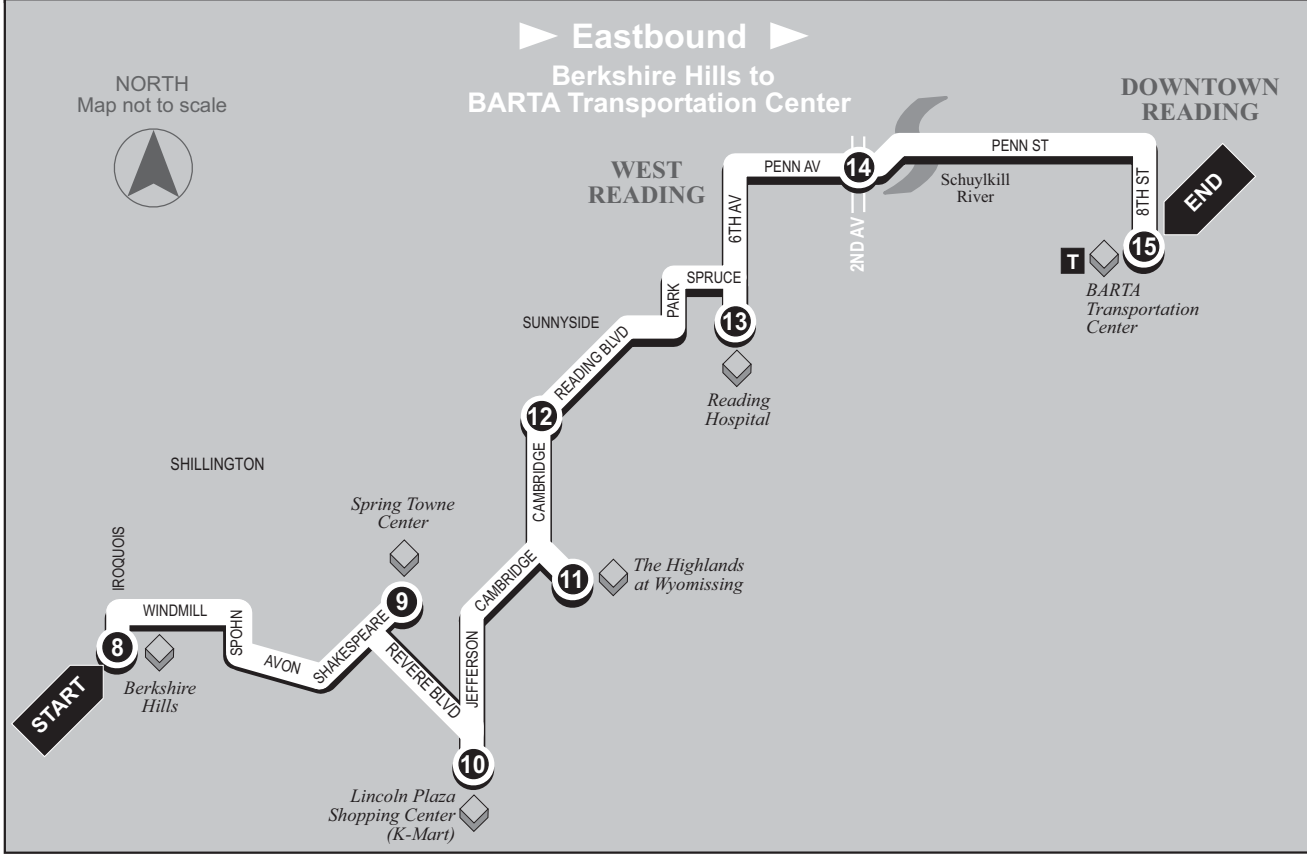 Eastbound
Berkshire Hills to
BARTA Transportation Center
NORTH
Map not to scale
DOWNTOWN
READING
WEST
READING
PENN AV
14
PENN ST
Schuylkill
River
8TH ST
END
6TH AV
2ND AV
15
T
BARTA
Transportation
Center
SPRUCE
PARK
13
SUNNYSIDE
READING BLVD
Reading
Hospital
12
CAMBRIDGE
SHILLINGTON
Spring Towne
Center
IROQUOIS
CAMBRIDGE
11
The Highlands
at Wyomissing
9
WINDMILL
SPOHN
8
AVON
SHAKESPEARE
REVERE BLVD
JEFFERSON
START
Berkshire
Hills
10
Lincoln Plaza
Shopping Center
(K-Mart)